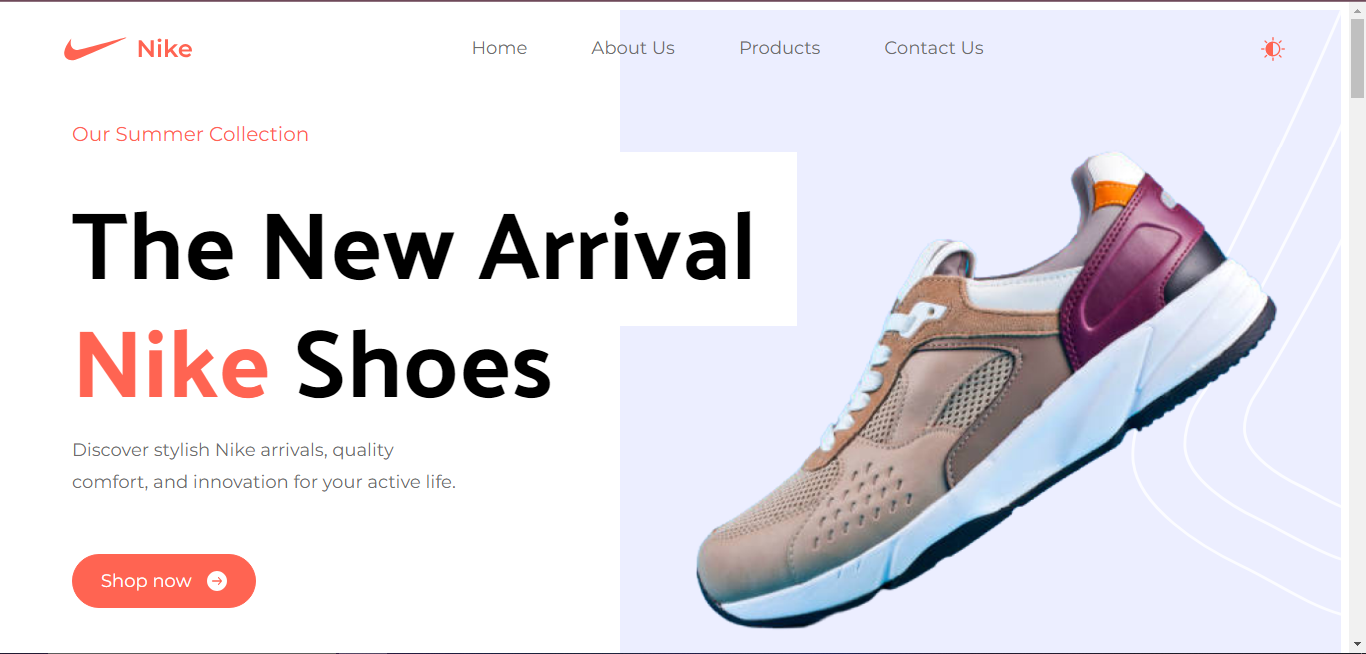 Nike
Home About Us Products Contact Us
Our Summer Collection
The New Arrival
Nike Shoes
Discover stylish Nike arrivals, quality
comfort, and innovation for your active life.
Shop now